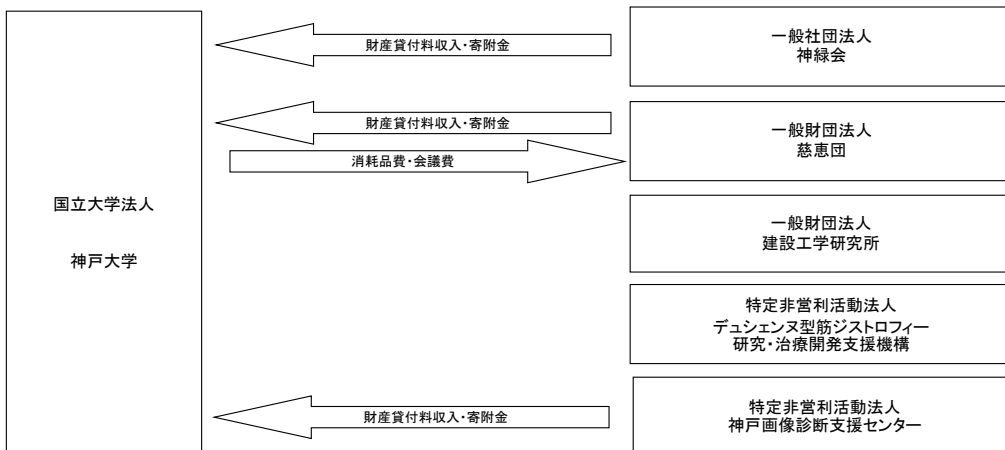 国立大学法人
神戸大学
財産貸付料収入・寄附金
一般社団法人
神緑会
財産貸付料収入・寄附金
消耗品費・会議費
一般財団法人
慈恵団
一般財団法人
建設工学研究所
特定非営利活動法人
デュシェンヌ型筋ジストロフィー
研究・治療開発支援機構
財産貸付料収入・寄附金
特定非営利活動法人
神戸画像診断支援センター